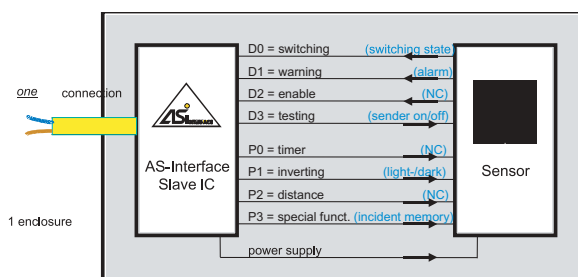 D0 = switching (switching state)
D1 = warning (alarm)
D2 = enable (NC)
D3 = testing (sender on/off)
P0 = timer (NC)
P1 = inverting (light-/dark)
P2 = distance (NC)
P3 = special funct. (incident memory)
power supply
one connection
1 enclosure
ASi
AS-Interface
Slave IC
Sensor